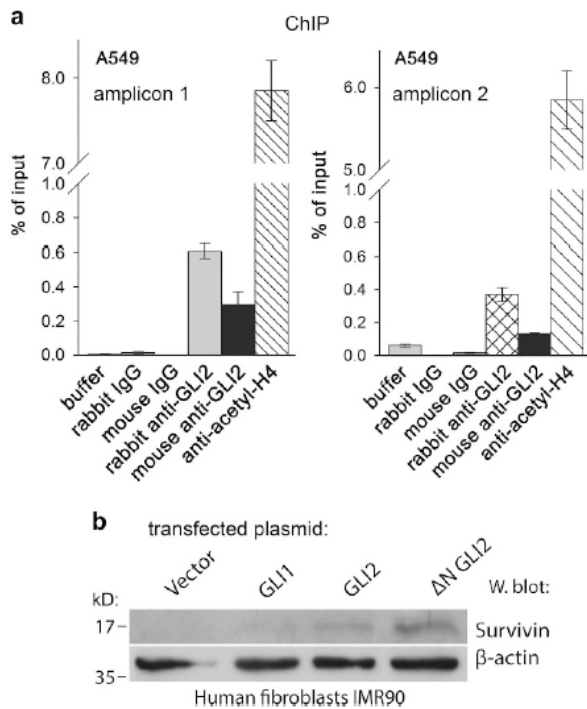 a
ChIP
A549
amplicon 1
% of input
8.0
7.0
1.0
0.8
0.6
0.4
0.2
0.0
buffer
rabbit IgG
mouse IgG
rabbit anti-GLI2
mouse anti-GLI2
anti-acetyl-H4
A549
amplicon 2
% of input
6.0
5.0
1.0
0.8
0.6
0.4
0.2
0.0
buffer
rabbit IgG
mouse IgG
rabbit anti-GLI2
mouse anti-GLI2
anti-acetyl-H4
b
transfected plasmid:
Vector GLI1 GLI2 ΔN GLI2 W. blot:
kD:
17 Survivin
β-actin
35
Human fibroblasts IMR90